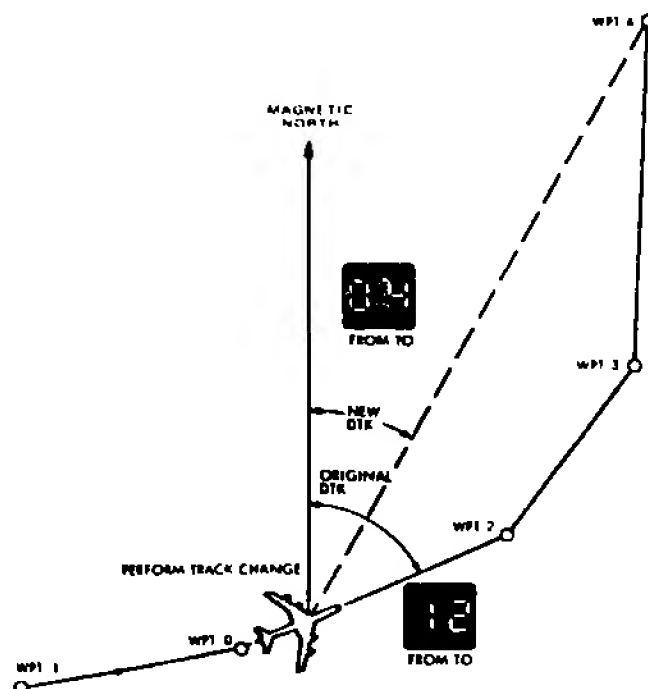 WPT 4
MAGNETIC
NORTH
04
FROM TO
WPT 3
NEW
DTK
ORIGINAL
DTK
WPT 2
PERFORM TRACK CHANGE
12
FROM TO
WPT 0
WPT 1